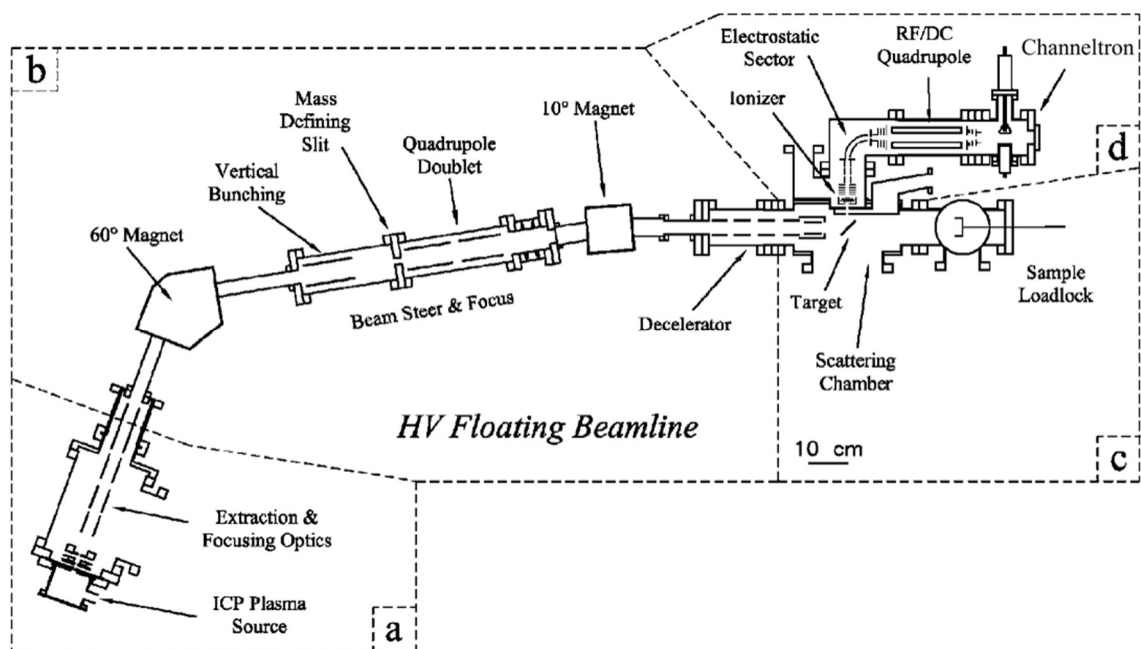 b
Electrostatic
Sector
RF/DC
Quadrupole
Channeltron
Ionizer
d
Mass
Defining
Slit
10° Magnet
Quadrupole
Doublet
Vertical
Bunching
60° Magnet
Beam Steer & Focus
Decelerator
Target
Sample
Loadlock
Scattering
Chamber
HV Floating Beamline
10 cm
c
Extraction &
Focusing Optics
ICP Plasma
Source
a